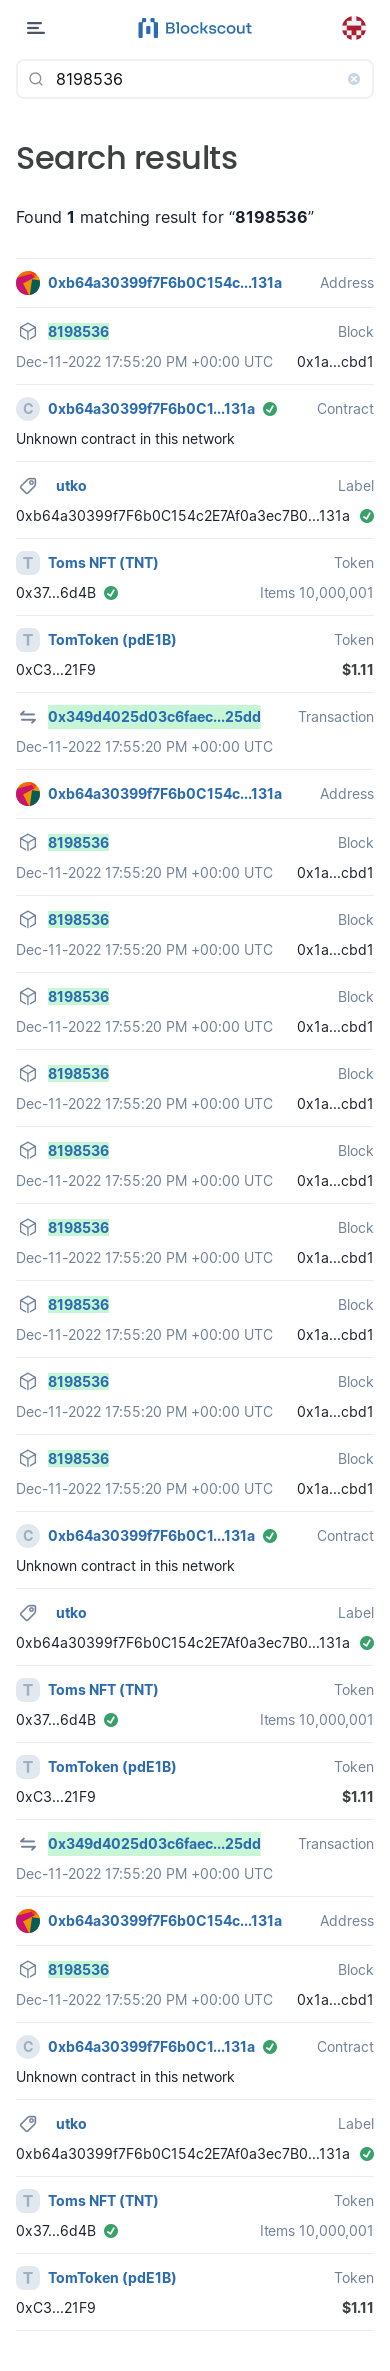 Blockscout
8198536
Search results
Found 1 matching result for “8198536”
0xb64a30399f7F6b0C154c...131a Address
8198536 Block
Dec-11-2022 17:55:20 PM +00:00 UTC 0x1a...cbd1
C 0xb64a30399f7F6b0C1...131a Contract
Unknown contract in this network
utko Label
0xb64a30399f7F6b0C154c2E7Af0a3ec7B0...131a
T Toms NFT (TNT) Token
0x37...6d4B Items 10,000,001
T TomToken (pdE1B) Token
0xC3...21F9 $1.11
0x349d4025d03c6faec...25dd Transaction
Dec-11-2022 17:55:20 PM +00:00 UTC
0xb64a30399f7F6b0C154c...131a Address
8198536 Block
Dec-11-2022 17:55:20 PM +00:00 UTC 0x1a...cbd1
8198536 Block
Dec-11-2022 17:55:20 PM +00:00 UTC 0x1a...cbd1
8198536 Block
Dec-11-2022 17:55:20 PM +00:00 UTC 0x1a...cbd1
8198536 Block
Dec-11-2022 17:55:20 PM +00:00 UTC 0x1a...cbd1
8198536 Block
Dec-11-2022 17:55:20 PM +00:00 UTC 0x1a...cbd1
8198536 Block
Dec-11-2022 17:55:20 PM +00:00 UTC 0x1a...cbd1
8198536 Block
Dec-11-2022 17:55:20 PM +00:00 UTC 0x1a...cbd1
8198536 Block
Dec-11-2022 17:55:20 PM +00:00 UTC 0x1a...cbd1
8198536 Block
Dec-11-2022 17:55:20 PM +00:00 UTC 0x1a...cbd1
C 0xb64a30399f7F6b0C1...131a Contract
Unknown contract in this network
utko Label
0xb64a30399f7F6b0C154c2E7Af0a3ec7B0...131a
T Toms NFT (TNT) Token
0x37...6d4B Items 10,000,001
T TomToken (pdE1B) Token
0xC3...21F9 $1.11
0x349d4025d03c6faec...25dd Transaction
Dec-11-2022 17:55:20 PM +00:00 UTC
0xb64a30399f7F6b0C154c...131a Address
8198536 Block
Dec-11-2022 17:55:20 PM +00:00 UTC 0x1a...cbd1
C 0xb64a30399f7F6b0C1...131a Contract
Unknown contract in this network
utko Label
0xb64a30399f7F6b0C154c2E7Af0a3ec7B0...131a
T Toms NFT (TNT) Token
0x37...6d4B Items 10,000,001
T TomToken (pdE1B) Token
0xC3...21F9 $1.11